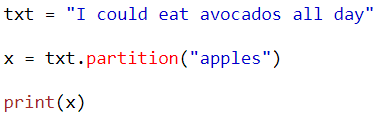 txt = "I could eat avocados all day"
x = txt.partition("apples")
print(x)